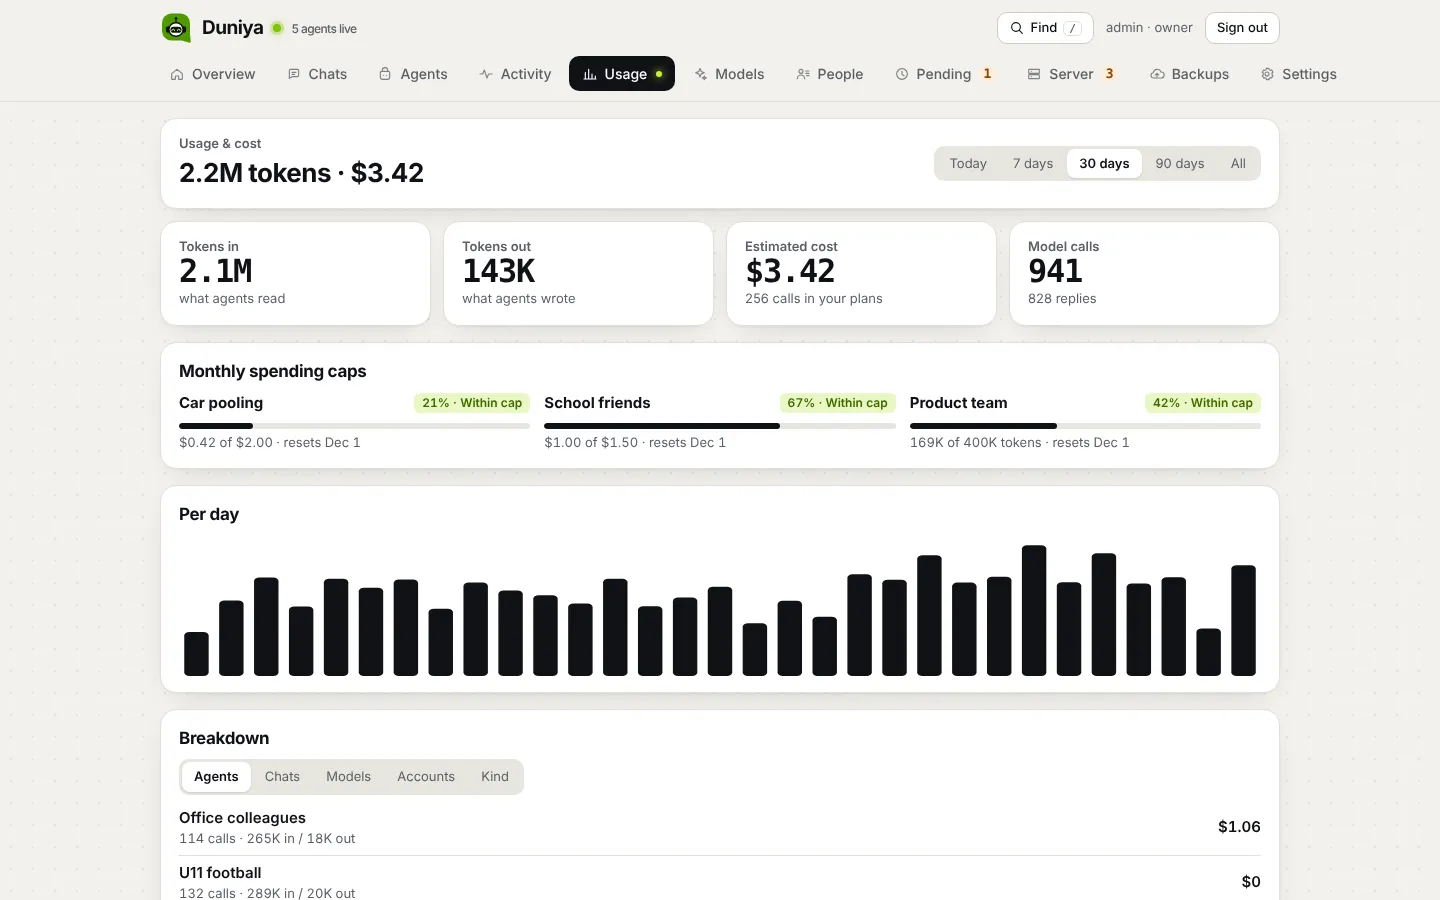 Duniya
5 agents live
Find /
admin · owner
Sign out
Overview
Chats
Agents
Activity
Usage
Models
People
Pending 1
Server 3
Backups
Settings
Usage & cost
2.2M tokens · $3.42
Today
7 days
30 days
90 days
All
Tokens in
2.1M
what agents read
Tokens out
143K
what agents wrote
Estimated cost
$3.42
256 calls in your plans
Model calls
941
828 replies
Monthly spending caps
Car pooling
21% · Within cap
$0.42 of $2.00 · resets Dec 1
School friends
67% · Within cap
$1.00 of $1.50 · resets Dec 1
Product team
42% · Within cap
169K of 400K tokens · resets Dec 1
Per day
Breakdown
Agents
Chats
Models
Accounts
Kind
Office colleagues
114 calls · 265K in / 18K out
$1.06
U11 football
132 calls · 289K in / 20K out
$0